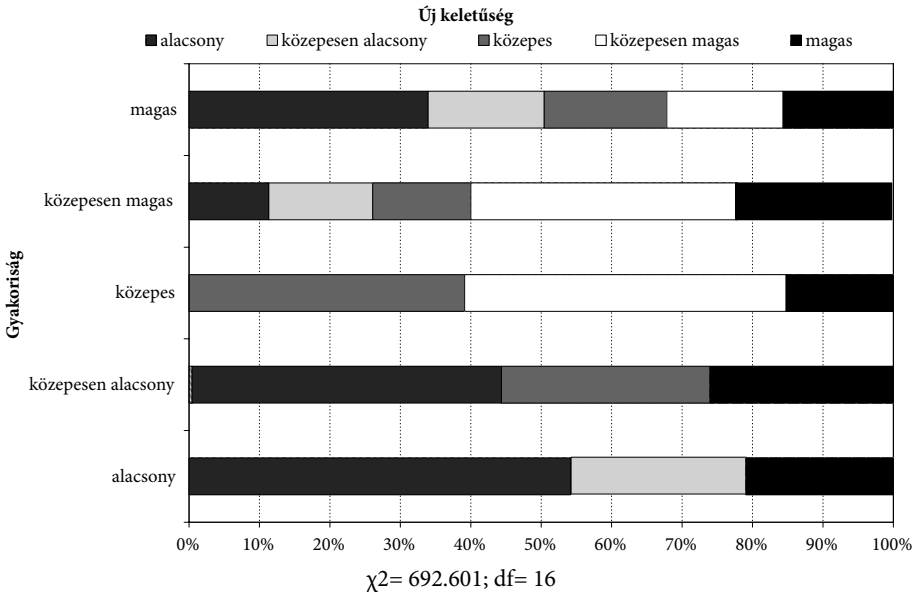 Új keletűség
alacsony közepesen alacsony közepes közepesen magas magas
Gyakoriság
magas
közepesen magas
közepes
közepesen alacsony
alacsony
0% 10% 20% 30% 40% 50% 60% 70% 80% 90% 100%
χ2= 692.601; df= 16